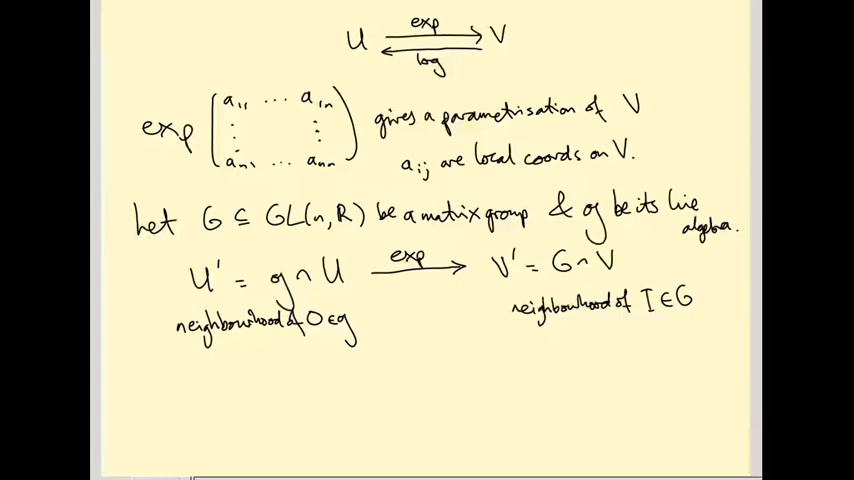 U exp log V
exp ( a11 ... a1n ⋮ ⋮ an1 ... ann ) gives a parametrisation of V
aij are local coords on V.
Let G ⊆ GL(n, R) be a matrix group & g be its Lie algebra.
U' = g ∩ U exp → V' = G ∩ V
neighbourhood of 0 ∈ g neighbourhood of I ∈ G